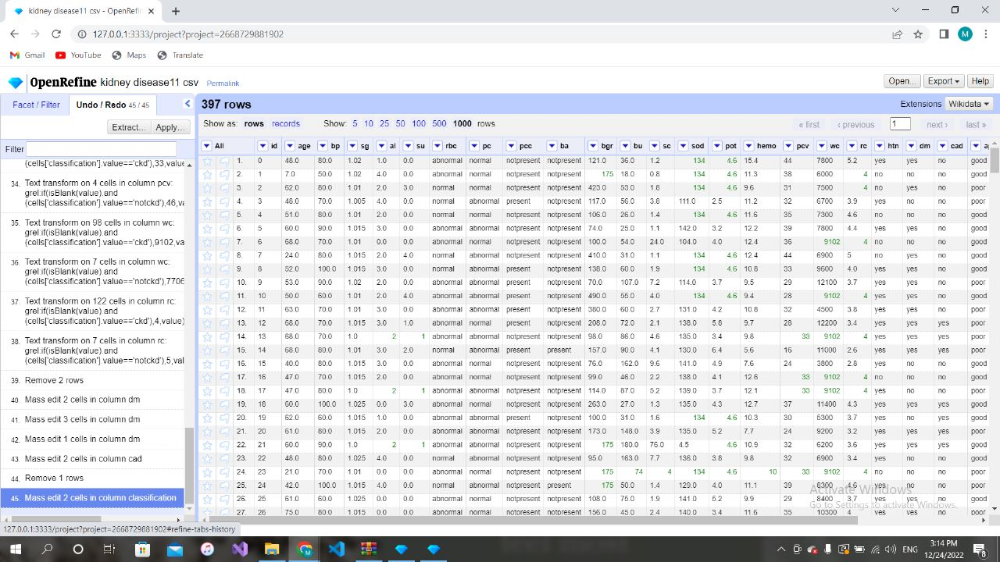 kidney disease11 csv - OpenRefin
127.0.0.1:3333/project?project=2668729881902
M
Gmail YouTube Maps Translate
OpenRefine kidney disease11 csv Permalink
Open... Export Help
Facet / Filter Undo / Redo 45 / 45
397 rows
Extensions Wikidata
Extract... Apply...
Show as: rows records Show: 5 10 25 50 100 500 1000 rows
« first ‹ previous 1 next › last »
Filter
(cells['classification'].value=='ckd'),33,value
34. Text transform on 4 cells in column pcv:
grel:if(isBlank(value).and
(cells['classification'].value=='notckd'),46,va
35. Text transform on 98 cells in column wc:
grel:if(isBlank(value).and
(cells['classification'].value=='ckd'),9102,va
36. Text transform on 7 cells in column wc:
grel:if(isBlank(value).and
(cells['classification'].value=='notckd'),7706
37. Text transform on 122 cells in column rc:
grel:if(isBlank(value).and
(cells['classification'].value=='ckd'),4,value)
38. Text transform on 7 cells in column rc:
grel:if(isBlank(value).and
(cells['classification'].value=='notckd'),5,val
39. Remove 2 rows
40. Mass edit 2 cells in column dm
41. Mass edit 3 cells in column dm
42. Mass edit 1 cells in column dm
43. Mass edit 2 cells in column cad
44. Remove 1 rows
45. Mass edit 2 cells in column classification
All id age bp sg al su rbc pc pcc ba bgr bu sc sod pot hemo pcv wc rc htn dm cad a
1. 0 48.0 80.0 1.02 1.0 0.0 abnormal normal notpresent notpresent 121.0 36.0 1.2 134 4.6 15.4 44 7800 5.2 yes yes no good
2. 1 7.0 50.0 1.02 4.0 0.0 abnormal normal notpresent notpresent 175 18.0 0.8 134 4.6 11.3 38 6000 4 no no no good
3. 2 62.0 80.0 1.01 2.0 3.0 normal normal notpresent notpresent 423.0 53.0 1.8 134 4.6 9.6 31 7500 4 no yes no poor
4. 3 48.0 70.0 1.005 4.0 0.0 normal abnormal present notpresent 117.0 56.0 3.8 111.0 2.5 11.2 32 6700 3.9 yes no no poor
5. 4 51.0 80.0 1.01 2.0 0.0 normal normal notpresent notpresent 106.0 26.0 1.4 134 4.6 11.6 35 7300 4.6 no no no good
6. 5 60.0 90.0 1.015 3.0 0.0 abnormal abnormal notpresent notpresent 74.0 25.0 1.1 142.0 3.2 12.2 39 7800 4.4 yes yes no good
7. 6 68.0 70.0 1.01 0.0 0.0 abnormal normal notpresent notpresent 100.0 54.0 24.0 104.0 4.0 12.4 36 9102 4 no no no good
8. 7 24.0 80.0 1.015 2.0 4.0 normal abnormal notpresent notpresent 410.0 31.0 1.1 134 4.6 12.4 44 6900 5 no yes no good
9. 8 52.0 100.0 1.015 3.0 0.0 normal abnormal present notpresent 138.0 60.0 1.9 134 4.6 10.8 33 9600 4.0 yes yes no good
10. 9 53.0 90.0 1.02 2.0 0.0 abnormal abnormal present notpresent 70.0 107.0 7.2 114.0 3.7 9.5 29 12100 3.7 yes yes no poor
11. 10 50.0 60.0 1.01 2.0 4.0 abnormal abnormal present notpresent 490.0 55.0 4.0 134 4.6 9.4 28 9102 4 yes yes no good
12. 11 63.0 70.0 1.01 3.0 0.0 abnormal abnormal present notpresent 380.0 60.0 2.7 131.0 4.2 10.8 32 4500 3.8 yes yes no poor
13. 12 68.0 70.0 1.015 3.0 1.0 abnormal normal present notpresent 208.0 72.0 2.1 138.0 5.8 9.7 28 12200 3.4 yes yes yes poor
14. 13 68.0 70.0 1.0 2 1 abnormal abnormal notpresent notpresent 98.0 86.0 4.6 135.0 3.4 9.8 33 9102 4 yes yes yes poor
15. 14 68.0 80.0 1.01 3.0 2.0 normal abnormal present present 157.0 90.0 4.1 130.0 6.4 5.6 16 11000 2.6 yes yes yes poor
16. 15 40.0 80.0 1.015 3.0 0.0 abnormal normal notpresent notpresent 76.0 162.0 9.6 141.0 4.9 7.6 24 3800 2.8 yes no no good
17. 16 47.0 70.0 1.015 2.0 0.0 abnormal normal notpresent notpresent 99.0 46.0 2.2 138.0 4.1 12.6 33 9102 4 no no no good
18. 17 47.0 80.0 1.0 2 1 abnormal abnormal notpresent notpresent 114.0 87.0 5.2 139.0 3.7 12.1 33 9102 4 yes no no poor
19. 18 60.0 100.0 1.025 0.0 3.0 abnormal normal notpresent notpresent 263.0 27.0 1.3 135.0 4.3 12.7 37 11400 4.3 yes yes yes good
20. 19 62.0 60.0 1.015 1.0 0.0 abnormal abnormal present notpresent 100.0 31.0 1.6 134 4.6 10.3 30 5300 3.7 yes no yes good
21. 20 61.0 80.0 1.015 2.0 0.0 abnormal abnormal notpresent notpresent 173.0 148.0 3.9 135.0 5.2 7.7 24 9200 3.2 yes yes yes poor
22. 21 60.0 90.0 1.0 2 1 abnormal abnormal notpresent notpresent 175 180.0 76.0 4.5 4.6 10.9 32 6200 3.6 yes yes yes good
23. 22 48.0 80.0 1.025 4.0 0.0 normal abnormal notpresent notpresent 95.0 163.0 7.7 136.0 3.8 9.8 32 6900 3.4 yes no no good
24. 23 21.0 70.0 1.01 0.0 0.0 abnormal normal notpresent notpresent 175 74 4 134 4.6 10 33 9102 4 no no no poor
25. 24 42.0 100.0 1.015 4.0 0.0 normal abnormal notpresent present 175 50.0 1.4 129.0 4.0 11.1 39 8300 4.6 yes no no poor
26. 25 61.0 60.0 1.025 0.0 0.0 abnormal normal notpresent notpresent 108.0 75.0 1.9 141.0 5.2 9.9 29 8400 3.7 yes yes no good
27. 26 75.0 80.0 1.015 0.0 0.0 abnormal normal notpresent notpresent 156.0 45.0 2.4 140.0 3.4 11.6 35 10300 4 yes yes no poor
Activate Windows
Go to Settings to activate Windows.
127.0.0.1:3333/project?project=2668729881902#refine-tabs-history
ENG
3:14 PM
12/24/2022
8